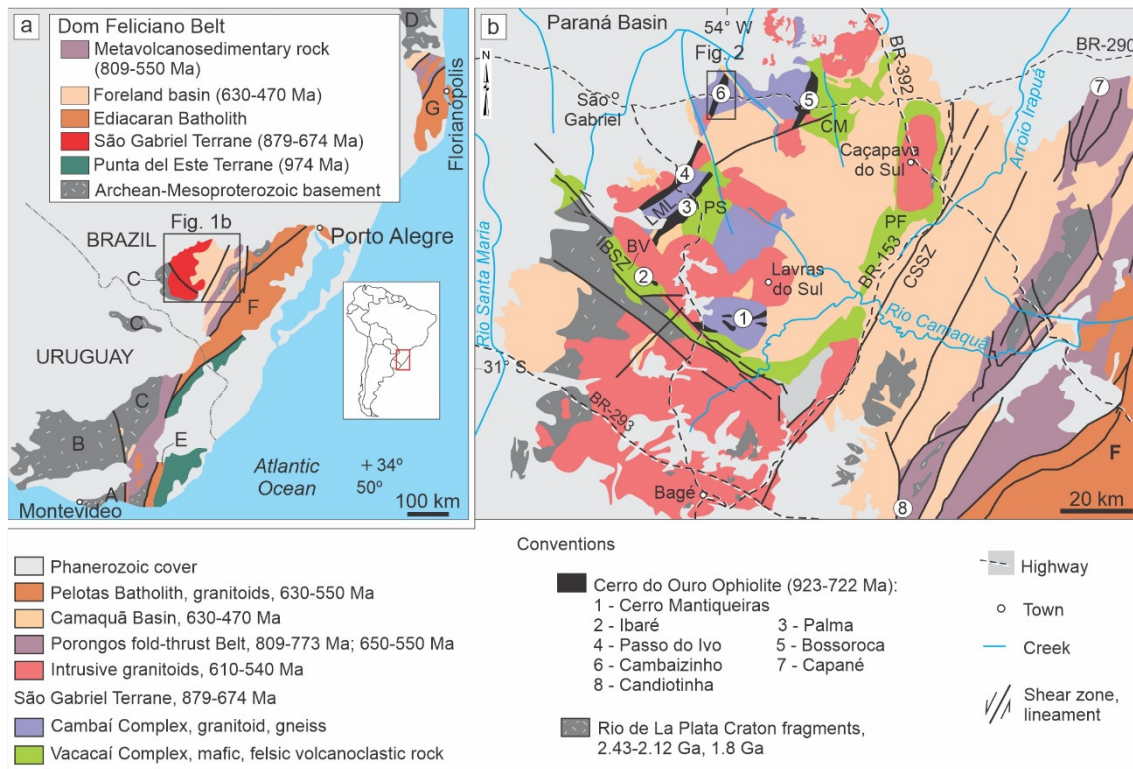 a
Dom Feliciano Belt
Metavolcanosedimentary rock
(809-550 Ma)
Foreland basin (630-470 Ma)
Ediacaran Batholith
São Gabriel Terrane (879-674 Ma)
Punta del Este Terrane (974 Ma)
Archean-Mesoproterozoic basement
D
G
Florianópolis
Fig. 1b
BRAZIL
Porto Alegre
C
F
C
URUGUAY
C
B
E
A
Montevideo
Atlantic
Ocean
+ 34º
50º
100 km
b
Paraná Basin
54° W
N
Fig. 2
BR-392
BR-290
São
Gabriel
6
5
7
CM
Caçapava
do Sul
Arroio Irapuá
4
LML
3
PS
PF
BV
IBSZ
2
BR-153
CSSZ
Lavras
do Sul
Rio Santa Maria
1
Rio Camaquã
31° S
BR-293
F
Bagé
8
20 km
Phanerozoic cover
Pelotas Batholith, granitoids, 630-550 Ma
Camaquã Basin, 630-470 Ma
Porongos fold-thrust Belt, 809-773 Ma; 650-550 Ma
Intrusive granitoids, 610-540 Ma
São Gabriel Terrane, 879-674 Ma
Cambaí Complex, granitoid, gneiss
Vacacaí Complex, mafic, felsic volcanoclastic rock
Conventions
Cerro do Ouro Ophiolite (923-722 Ma):
1 - Cerro Mantiqueiras
2 - Ibaré 3 - Palma
4 - Passo do Ivo 5 - Bossoroca
6 - Cambaizinho 7 - Capané
8 - Candiotinha
Rio de La Plata Craton fragments,
2.43-2.12 Ga, 1.8 Ga
Highway
Town
Creek
Shear zone,
lineament